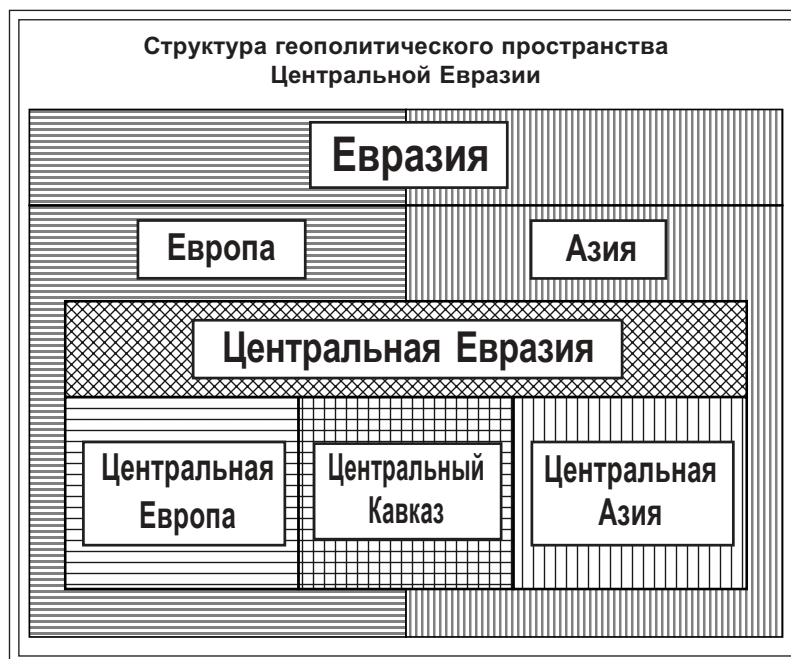 Структура геополитического пространства
Центральной Евразии
Евразия
Европа
Азия
Центральная Евразия
Центральная
Европа
Центральный
Кавказ
Центральная
Азия